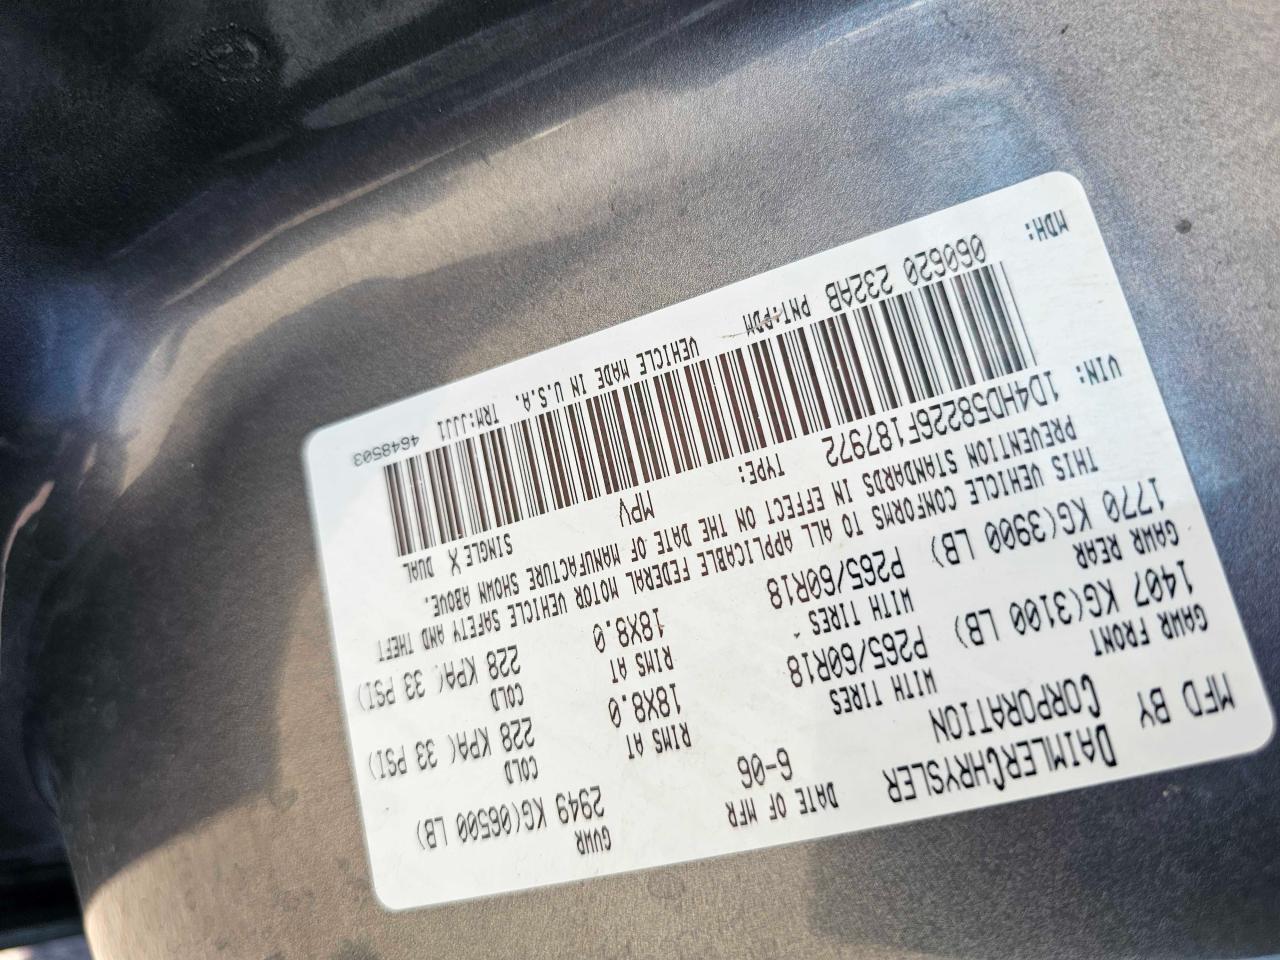 MFD BY DAIMLERCHRYSLER CORPORATION
DATE OF MFR 6-06
GVWR 2949 KG(06500 LB)
GAWR FRONT 1407 KG(3100 LB)
WITH TIRES P265/60R18
RIMS AT 18X8.0
COLD 228 KPA( 33 PSI)
GAWR REAR 1770 KG(3900 LB)
WITH TIRES P265/60R18
RIMS AT 18X8.0
COLD 228 KPA( 33 PSI)
THIS VEHICLE CONFORMS TO ALL APPLICABLE FEDERAL MOTOR VEHICLE SAFETY AND THEFT
PREVENTION STANDARDS IN EFFECT ON THE DATE OF MANUFACTURE SHOWN ABOVE.
VIN: 1D4HD58226F187972
TYPE: MPV
SINGLE X DUAL
MDH: 060620 232AB
PNT:PDM
VEHICLE MADE IN U.S.A.
TRM:JJJ1
4648503